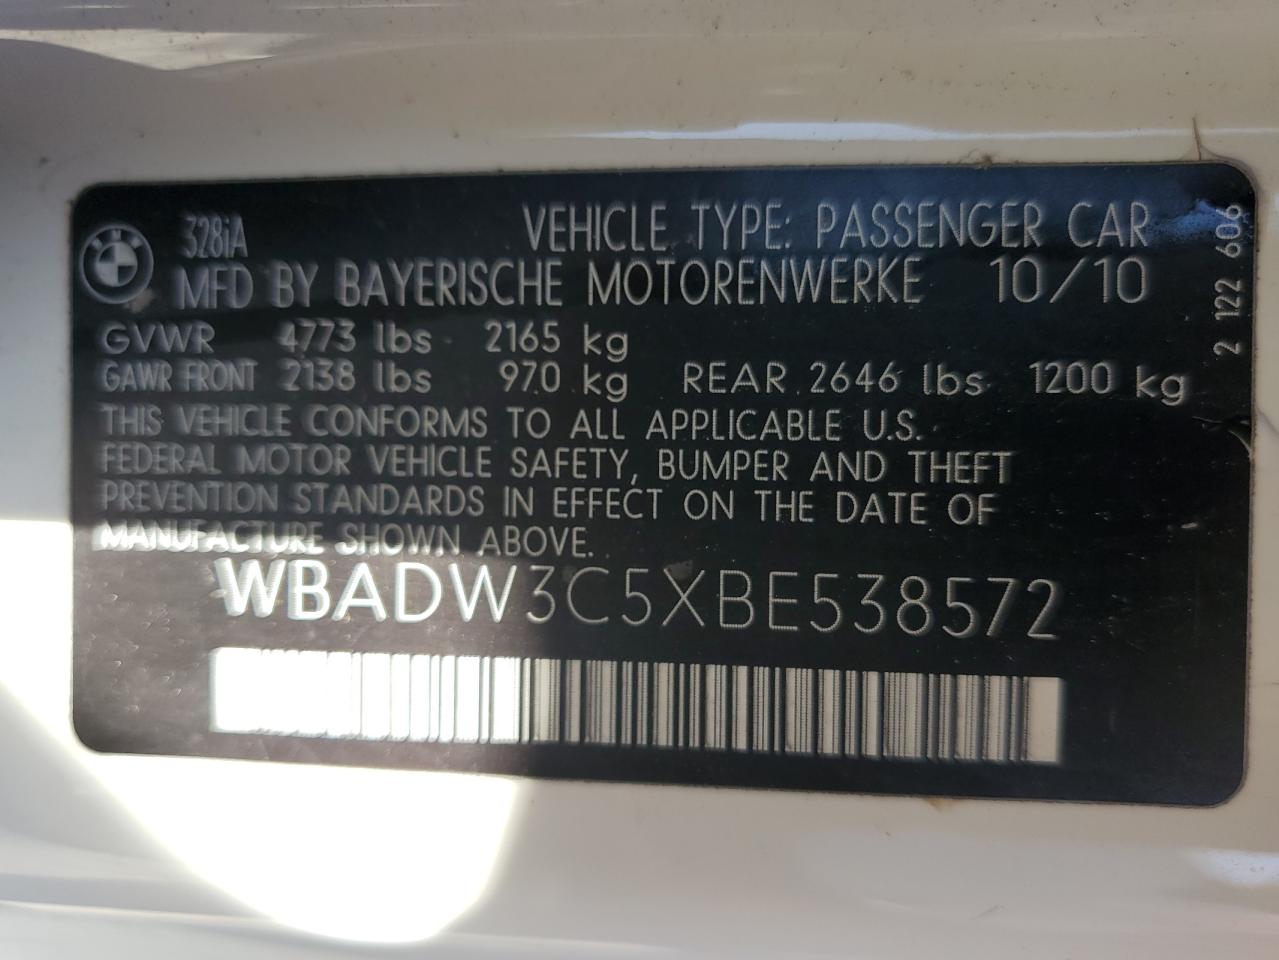 328iA
VEHICLE TYPE: PASSENGER CAR
MFD BY BAYERISCHE MOTORENWERKE 10/10
GVWR 4773 lbs 2165 kg
GAWR FRONT 2138 lbs 970 kg REAR 2646 lbs 1200 kg
THIS VEHICLE CONFORMS TO ALL APPLICABLE U.S.
FEDERAL MOTOR VEHICLE SAFETY, BUMPER AND THEFT
PREVENTION STANDARDS IN EFFECT ON THE DATE OF
MANUFACTURE SHOWN ABOVE.
WBADW3C5XBE538572
2 122 606